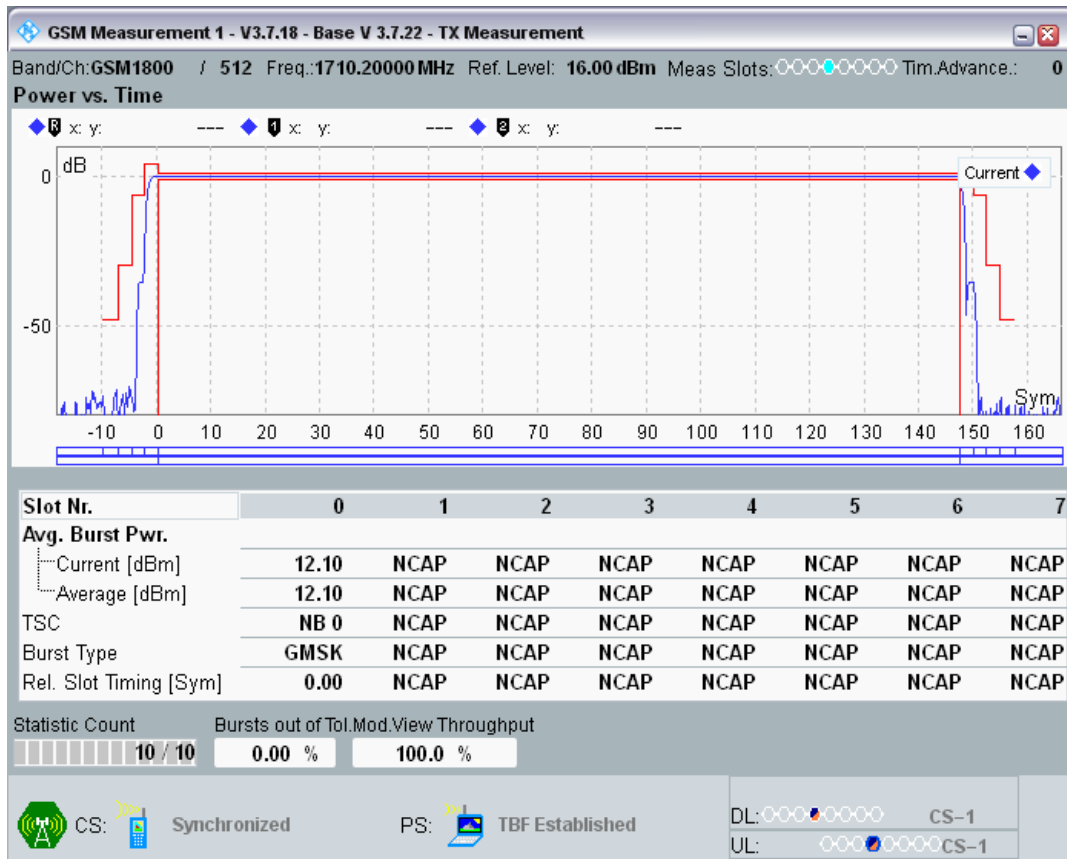 GSM Measurement 1 - V3.7.18 - Base V 3.7.22 - TX Measurement
Band/Ch:GSM1800 / 512 Freq.:1710.20000 MHz Ref. Level: 16.00 dBm Meas Slots: Tim.Advance.: 0
Power vs. Time
R x: y: --- 1 x: y: --- 2 x: y: ---
dB
Current
0
-50
Sym
-10 0 10 20 30 40 50 60 70 80 90 100 110 120 130 140 150 160
Slot Nr. 0 1 2 3 4 5 6 7
Avg. Burst Pwr.
Current [dBm] 12.10 NCAP NCAP NCAP NCAP NCAP NCAP NCAP
Average [dBm] 12.10 NCAP NCAP NCAP NCAP NCAP NCAP NCAP
TSC NB 0 NCAP NCAP NCAP NCAP NCAP NCAP NCAP
Burst Type GMSK NCAP NCAP NCAP NCAP NCAP NCAP NCAP
Rel. Slot Timing [Sym] 0.00 NCAP NCAP NCAP NCAP NCAP NCAP NCAP
Statistic Count Bursts out of Tol.Mod.View Throughput
10 / 10 0.00 % 100.0 %
CS: Synchronized PS: TBF Established
DL: CS-1
UL: CS-1